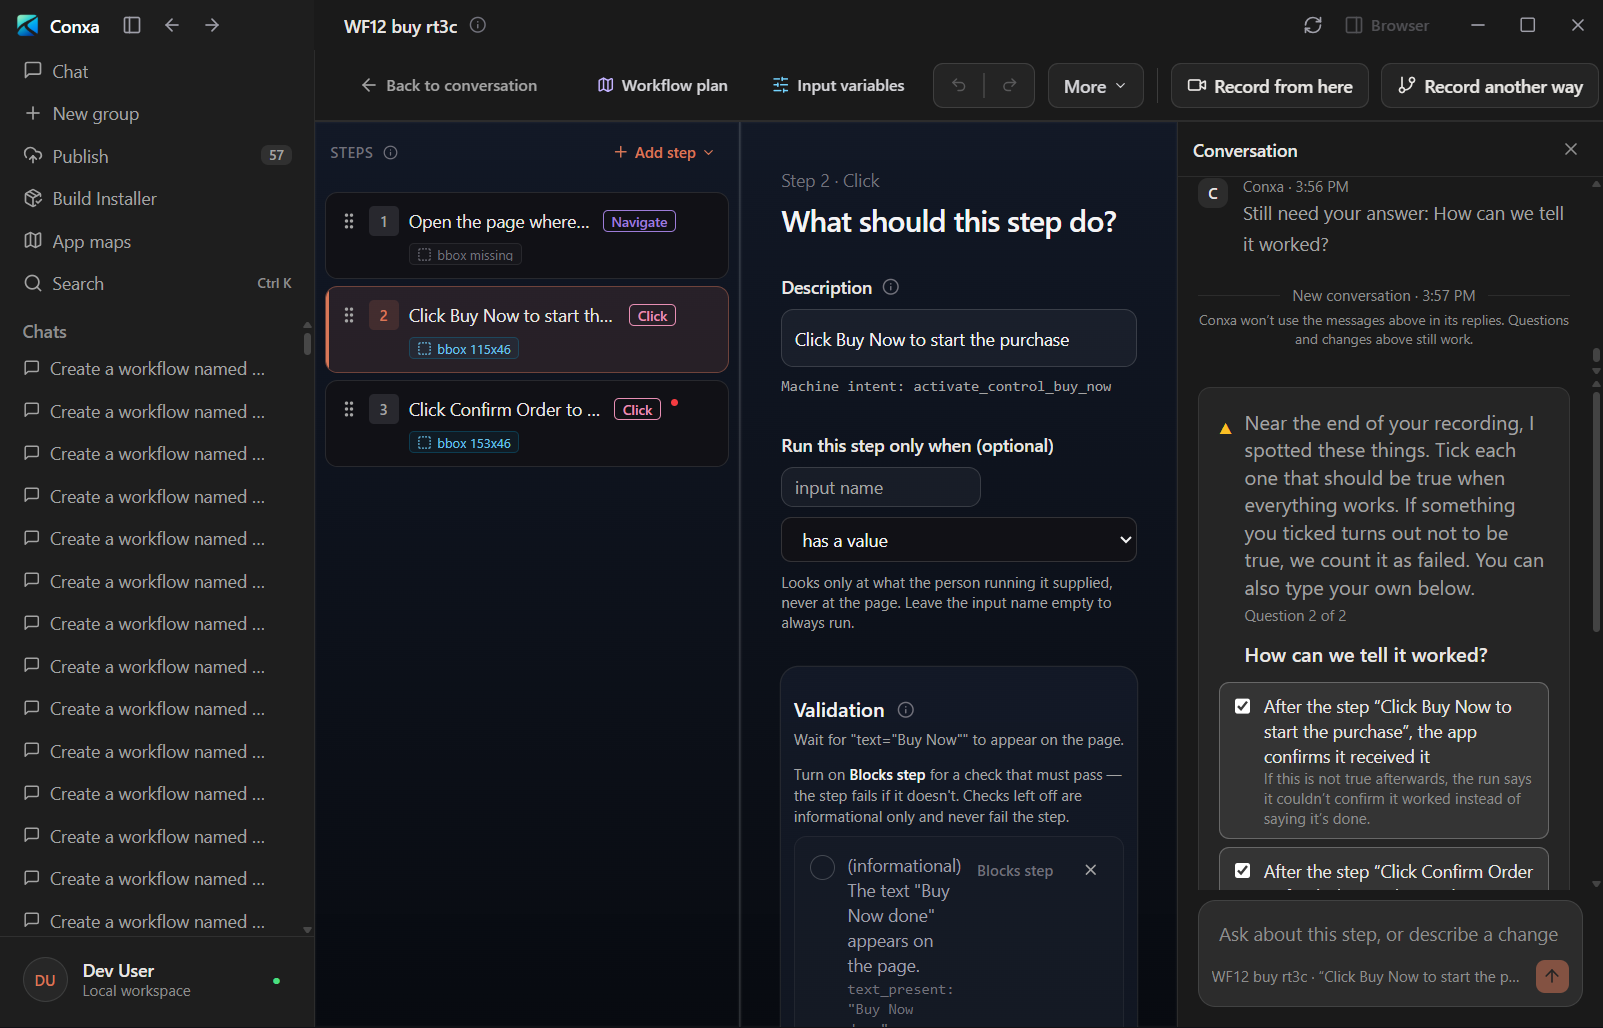 Conxa
WF12 buy rt3c
Browser
Chat
New group
Publish 57
Build Installer
App maps
Search Ctrl K
Chats
Create a workflow named ...
Create a workflow named ...
Create a workflow named ...
Create a workflow named ...
Create a workflow named ...
Create a workflow named ...
Create a workflow named ...
Create a workflow named ...
Create a workflow named ...
Create a workflow named ...
Create a workflow named ...
Create a workflow named ...
Create a workflow named ...
Create a workflow named ...
DU
Dev User
Local workspace
Back to conversation
Workflow plan
Input variables
More
Record from here
Record another way
STEPS
Add step
1 Open the page where... Navigate
bbox missing
2 Click Buy Now to start th... Click
bbox 115x46
3 Click Confirm Order to ... Click
bbox 153x46
Step 2 · Click
What should this step do?
Description
Click Buy Now to start the purchase
Machine intent: activate_control_buy_now
Run this step only when (optional)
input name
has a value
Looks only at what the person running it supplied,
never at the page. Leave the input name empty to
always run.
Validation
Wait for "text="Buy Now"" to appear on the page.
Turn on Blocks step for a check that must pass —
the step fails if it doesn't. Checks left off are
informational only and never fail the step.
(informational) Blocks step
The text "Buy
Now done"
appears on
the page.
text_present:
"Buy Now
Conversation
C
Conxa · 3:56 PM
Still need your answer: How can we tell
it worked?
New conversation · 3:57 PM
Conxa won't use the messages above in its replies. Questions
and changes above still work.
Near the end of your recording, I
spotted these things. Tick each
one that should be true when
everything works. If something
you ticked turns out not to be
true, we count it as failed. You can
also type your own below.
Question 2 of 2
How can we tell it worked?
After the step “Click Buy Now to
start the purchase”, the app
confirms it received it
If this is not true afterwards, the run says
it couldn't confirm it worked instead of
saying it's done.
After the step “Click Confirm Order
Ask about this step, or describe a change
WF12 buy rt3c · “Click Buy Now to start the p...